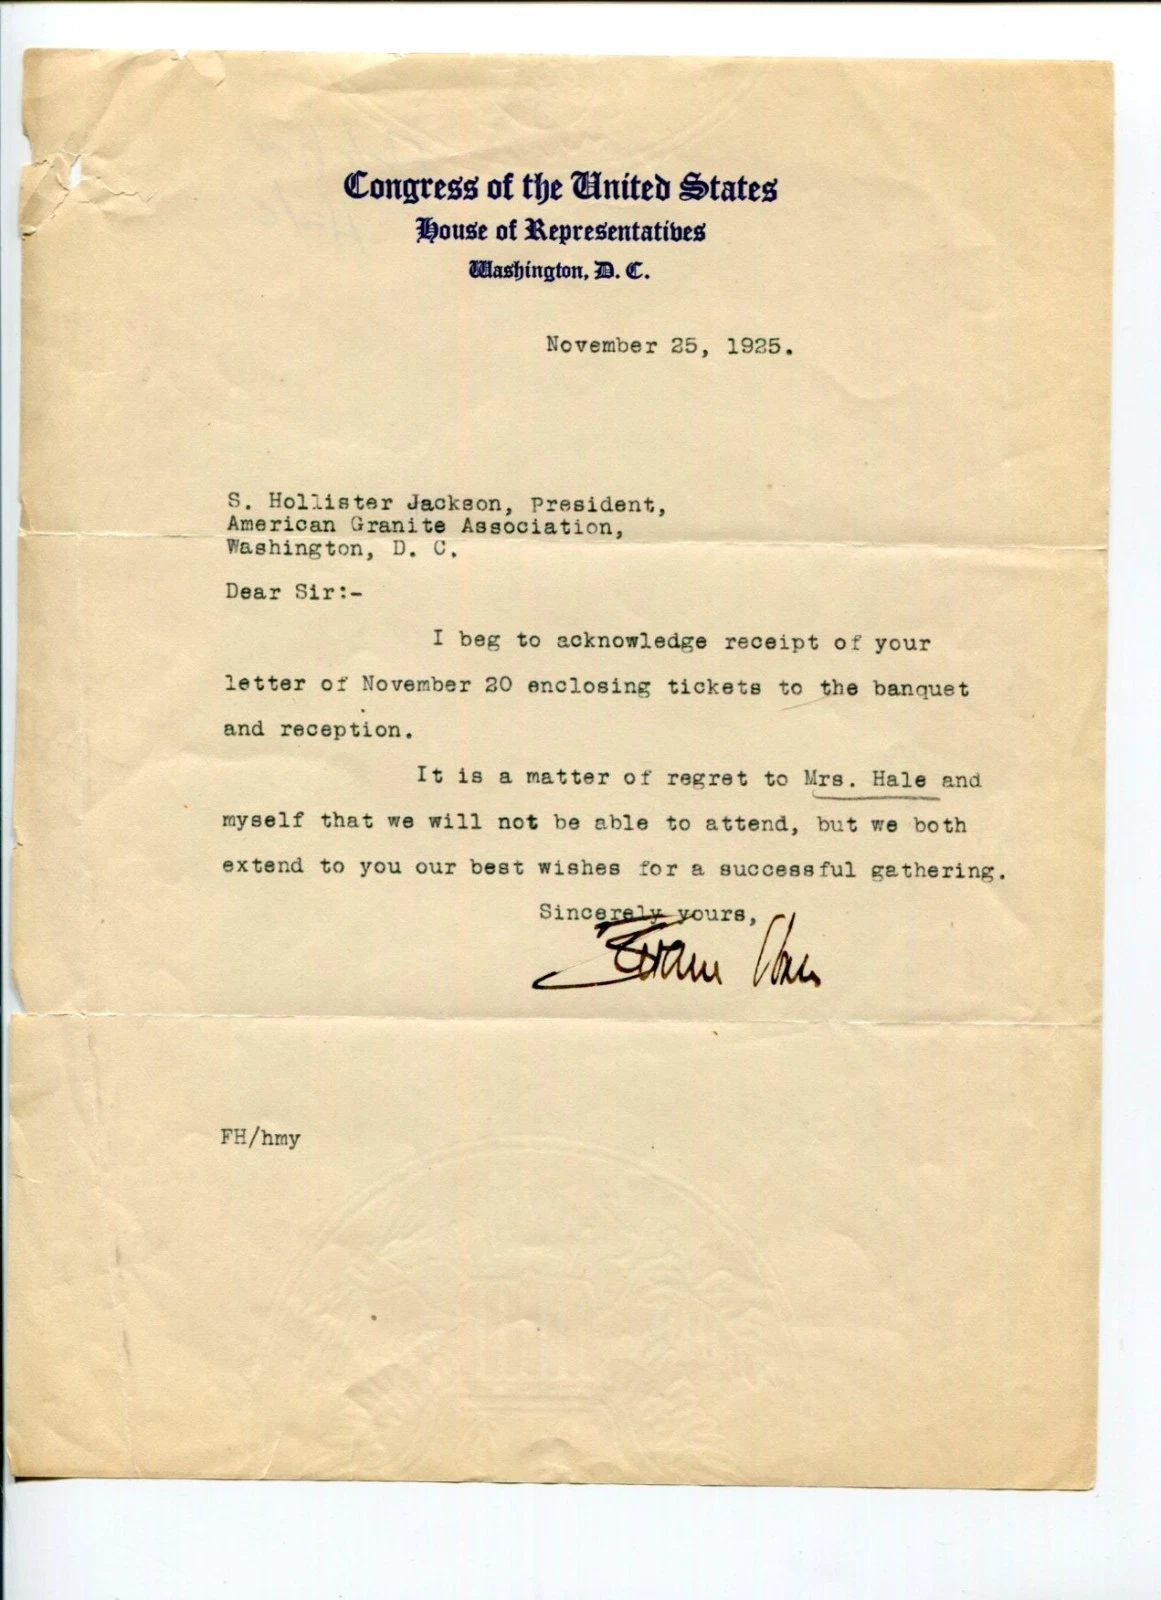 Congress of the United States
House of Representatives
Washington, D. C.
November 25, 1925.
S. Hollister Jackson, President,
American Granite Association,
Washington, D. C.
Dear Sir:-
I beg to acknowledge receipt of your
letter of November 20 enclosing tickets to the banquet
and reception.
It is a matter of regret to Mrs. Hale and
myself that we will not be able to attend, but we both
extend to you our best wishes for a successful gathering.
Sincerely yours,
FH/hmy